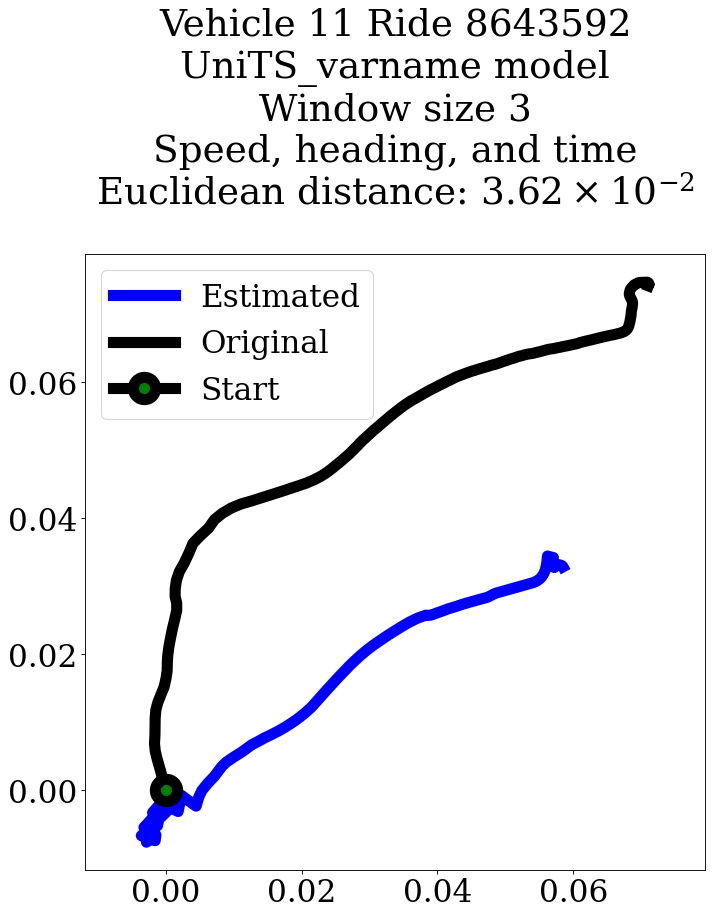 Vehicle 11 Ride 8643592
UniTS_varname model
Window size 3
Speed, heading, and time
Euclidean distance: $3.62 \times 10^{-2}$
Estimated
Original
Start
0.06
0.04
0.02
0.00
0.00 0.02 0.04 0.06